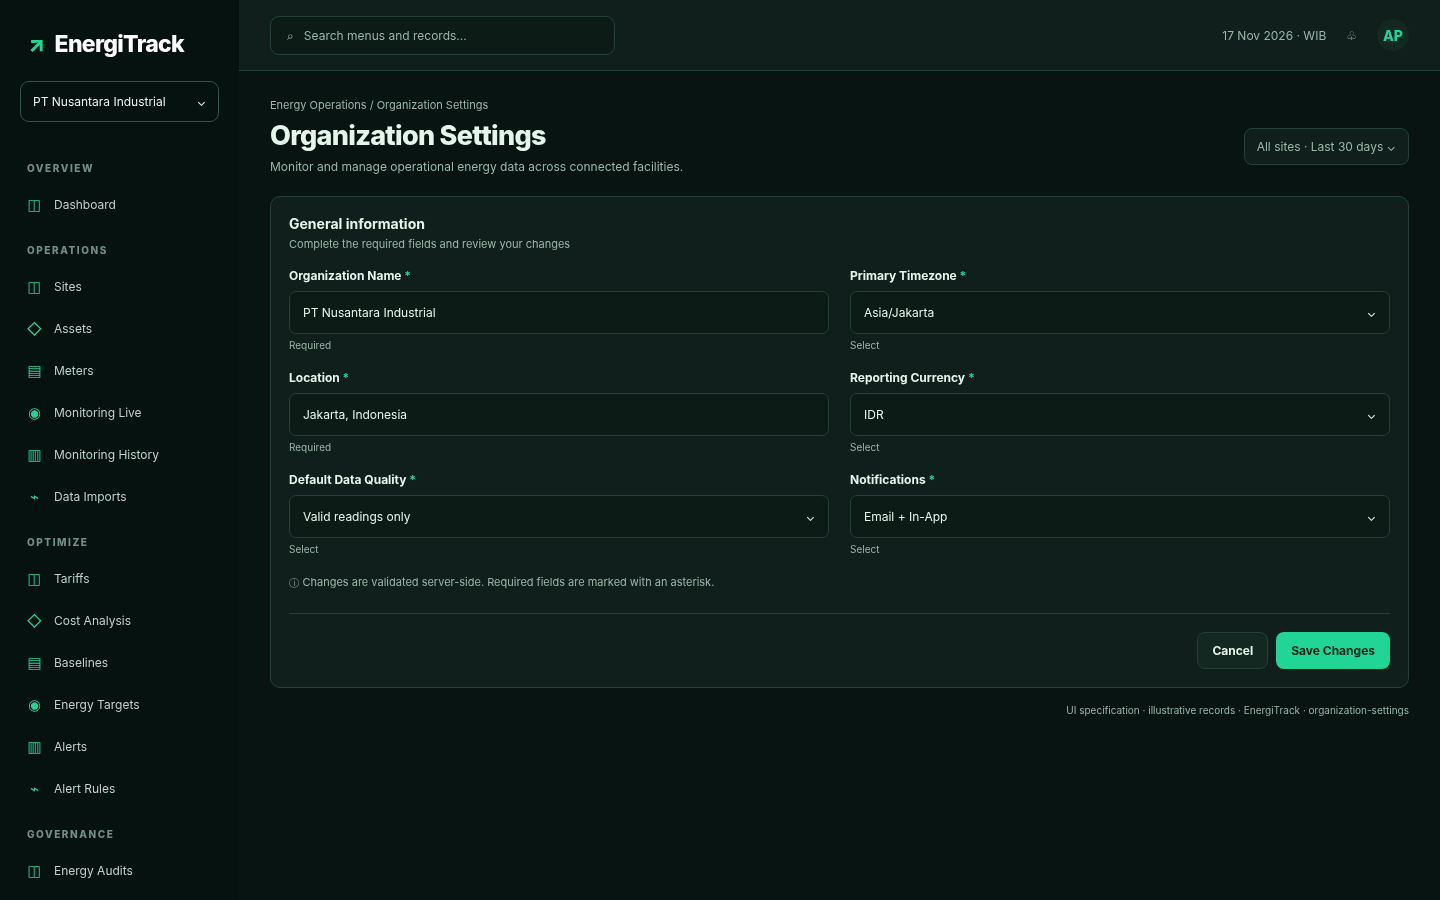 EnergiTrack
PT Nusantara Industrial
OVERVIEW
Dashboard
OPERATIONS
Sites
Assets
Meters
Monitoring Live
Monitoring History
Data Imports
OPTIMIZE
Tariffs
Cost Analysis
Baselines
Energy Targets
Alerts
Alert Rules
GOVERNANCE
Energy Audits
Search menus and records...
17 Nov 2026 · WIB
AP
Energy Operations / Organization Settings
Organization Settings
Monitor and manage operational energy data across connected facilities.
All sites · Last 30 days
General information
Complete the required fields and review your changes
Organization Name *
PT Nusantara Industrial
Required
Primary Timezone *
Asia/Jakarta
Select
Location *
Jakarta, Indonesia
Required
Reporting Currency *
IDR
Select
Default Data Quality *
Valid readings only
Select
Notifications *
Email + In-App
Select
ⓘ Changes are validated server-side. Required fields are marked with an asterisk.
Cancel
Save Changes
UI specification · illustrative records · EnergiTrack · organization-settings